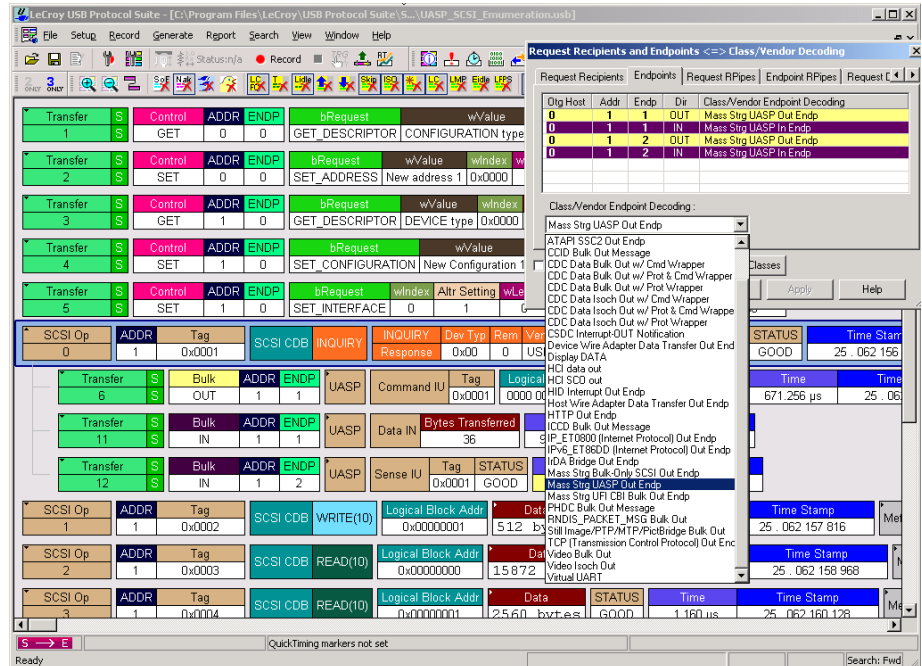 LeCroy USB Protocol Suite - [C:\Program Files\LeCroy\USB Protocol Suite\S...\UASP_SCSI_Emumeration.usb]
File Setup Record Generate Report Search View Window Help
Status:n/a Record
Request Recipients and Endpoints <=> Class/Vendor Decoding
Request Recipients Endpoints Request RPipes Endpoint RPipes Request
Otg Host Addr Endp Dir Class/Vendor Endpoint Decoding
0 1 1 OUT Mass Strg UASP Out Endp
0 1 1 IN Mass Strg UASP In Endp
0 1 2 OUT Mass Strg UASP Out Endp
0 1 2 IN Mass Strg UASP In Endp
Class/Vendor Endpoint Decoding :
Mass Strg UASP Out Endp
ATAPI SSC2 Out Endp
CCID Bulk Out Message
CDC Data Bulk Out w/ Cmd Wrapper
CDC Data Bulk Out w/ Prot & Cmd Wrapper
CDC Data Bulk Out w/ Prot Wrapper
CDC Data Isoch Out w/ Cmd Wrapper
CDC Data Isoch Out w/ Prot & Cmd Wrappe
CDC Data Isoch Out w/ Prot Wrapper
CSDC Interrupt-OUT Notification
Device Wire Adapter Data Transfer Out End
Display DATA
HCI data out
HCI SCO out
HID Interrupt Out Endp
Host Wire Adapter Data Transfer Out Endp
HTTP Out Endp
ICCD Bulk Out Message
IP_ET0800 (Internet Protocol) Out Endp
IPv6_ET86DD (Internet Protocol) Out Endp
IrDA Bridge Out Endp
Mass Strg Bulk-Only SCSI Out Endp
Mass Strg UASP Out Endp
Mass Strg UFI CBI Bulk Out Endp
PHDC Bulk Out Message
RNDIS_PACKET_MSG Bulk Out
Still Image/PTP/MTP/PictBridge Bulk Out
TCP (Transmission Control Protocol) Out Enc
Video Bulk Out
Video Isoch Out
Virtual UART
Classes
Apply Help
Transfer S Control ADDR ENDP bRequest wValue
1 S GET 0 0 GET_DESCRIPTOR CONFIGURATION type
Transfer S Control ADDR ENDP bRequest wValue wIndex
2 S SET 0 0 SET_ADDRESS New address 1 0x0000
Transfer S Control ADDR ENDP bRequest wValue wIndex
3 S GET 1 0 GET_DESCRIPTOR DEVICE type 0x0000
Transfer S Control ADDR ENDP bRequest wValue
4 S SET 1 0 SET_CONFIGURATION New Configuration 1
Transfer S Control ADDR ENDP bRequest wIndex Altr Setting wLe
5 S SET 1 0 SET_INTERFACE 0 1
SCSI Op ADDR Tag SCSI CDB INQUIRY INQUIRY Dev Typ Rem Ver STATUS Time Stam
0 1 0x0001 Response 0x00 0 USI GOOD 25 . 062 156
Transfer S Bulk ADDR ENDP UASP Command IU Tag Logical Time Time
6 S OUT 1 1 0x0001 0000 00 671.256 µs 25 . 06
Transfer S Bulk ADDR ENDP UASP Data IN Bytes Transferred
11 S IN 1 1 36
Transfer S Bulk ADDR ENDP UASP Sense IU Tag STATUS
12 S IN 1 2 0x0001 GOOD
SCSI Op ADDR Tag SCSI CDB WRITE(10) Logical Block Addr Data Time Stamp
1 1 0x0002 0x00000001 512 by 25 . 062 157 816
SCSI Op ADDR Tag SCSI CDB READ(10) Logical Block Addr Da Time Stamp
2 1 0x0003 0x00000000 15872 25 . 062 158 968
SCSI Op ADDR Tag SCSI CDB READ(10) Logical Block Addr Data STATUS Time Time Stamp
3 1 0x0004 0x00000001 2560 bytes GOOD 1.160 us 25 . 062 160 128
S E QuickTiming markers not set
Ready Search: Fwd